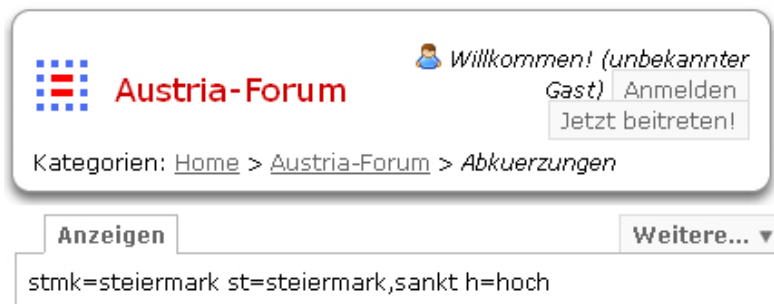 Willkommen! (unbekannter
Gast) Anmelden
Jetzt beitreten!
Austria-Forum
Kategorien: Home > Austria-Forum > Abkuerzungen
Anzeigen
Weitere... ▼
stmk=steiermark st=steiermark,sankt h=hoch